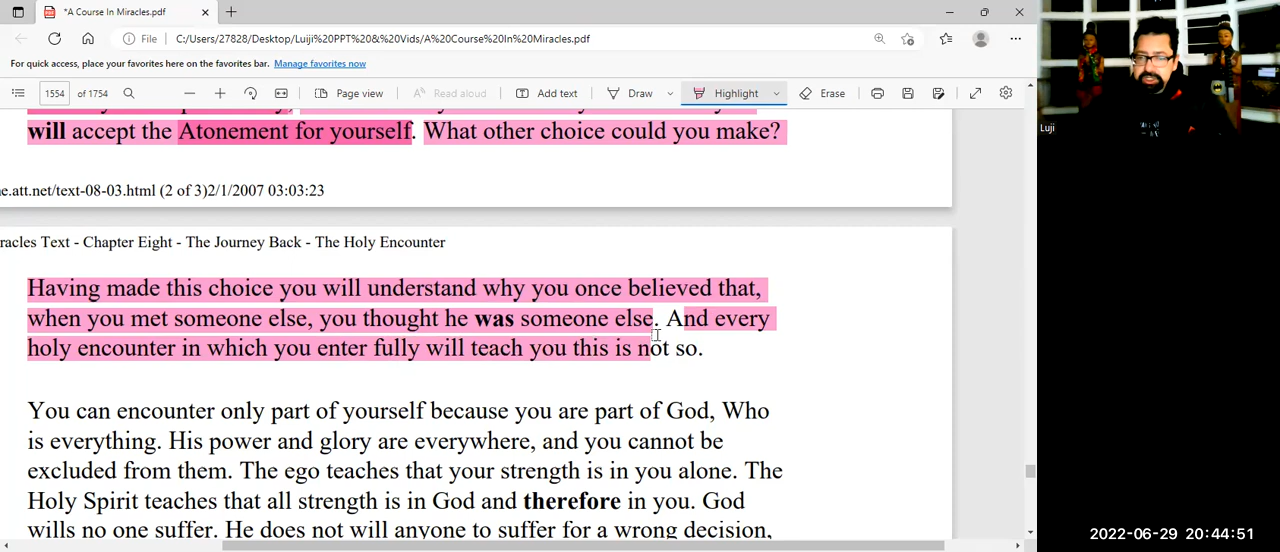 *A Course In Miracles.pdf
File C:/Users/27828/Desktop/Luiji%20PPT%20&%20Vids/A%20Course%20In%20Miracles.pdf
For quick access, place your favorites here on the favorites bar. Manage favorites now
1554 of 1754 Page view Read aloud Add text Draw Highlight Erase
will accept the Atonement for yourself. What other choice could you make?
e.att.net/text-08-03.html (2 of 3)2/1/2007 03:03:23
racles Text - Chapter Eight - The Journey Back - The Holy Encounter
Having made this choice you will understand why you once believed that,
when you met someone else, you thought he was someone else. And every
holy encounter in which you enter fully will teach you this is not so.
You can encounter only part of yourself because you are part of God, Who
is everything. His power and glory are everywhere, and you cannot be
excluded from them. The ego teaches that your strength is in you alone. The
Holy Spirit teaches that all strength is in God and therefore in you. God
wills no one suffer. He does not will anyone to suffer for a wrong decision,
Luji
2022-06-29 20:44:51